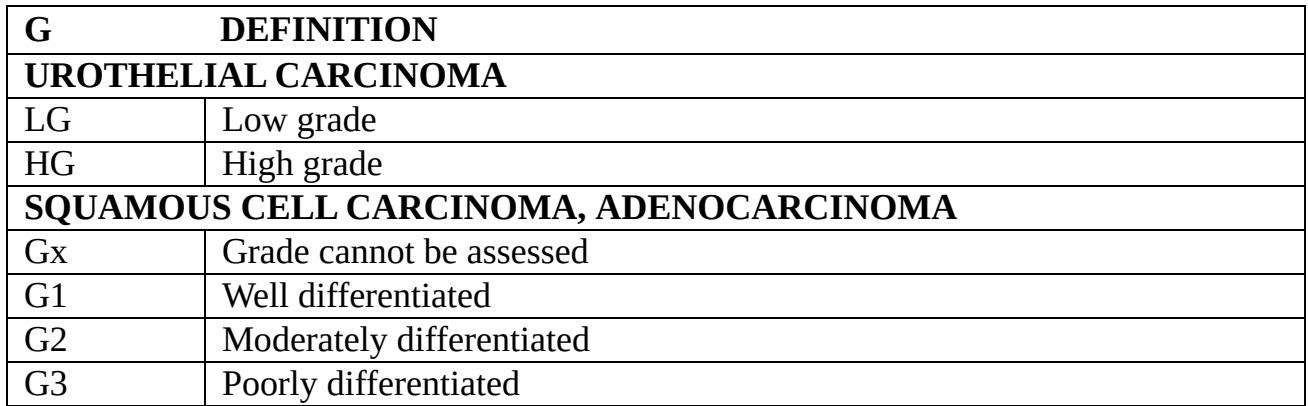 G DEFINITION
UROTHELIAL CARCINOMA
LG Low grade
HG High grade
SQUAMOUS CELL CARCINOMA, ADENOCARCINOMA
Gx Grade cannot be assessed
G1 Well differentiated
G2 Moderately differentiated
G3 Poorly differentiated